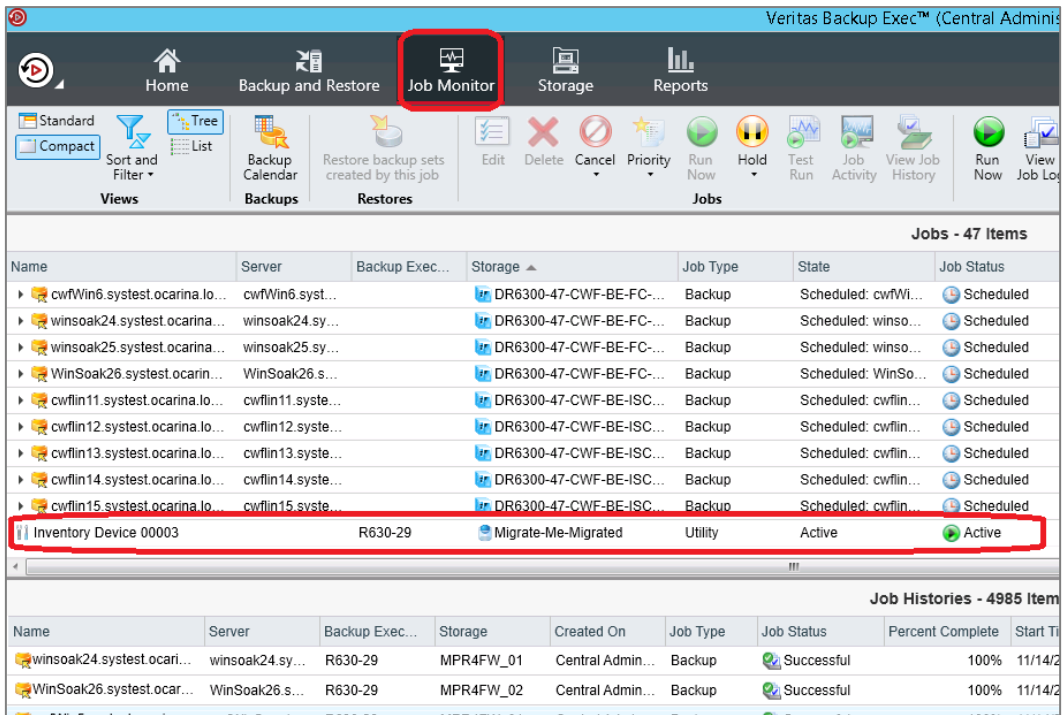 Veritas Backup Exec™ (Central Adminis
Home Backup and Restore Job Monitor Storage Reports
Standard Compact Sort and Filter Tree List Backup Calendar Restore backup sets created by this job Edit Delete Cancel Priority Run Now Hold Test Run Job Activity View Job History Run Now View Job Log
Views Backups Restores Jobs
Jobs - 47 Items
Name Server Backup Exec... Storage Job Type State Job Status
cwfWin6.systest.ocarina.lo... cwfWin6.syst... DR6300-47-CWF-BE-FC-... Backup Scheduled: cwfWi... Scheduled
winsoak24.systest.ocarina... winsoak24.sy... DR6300-47-CWF-BE-FC-... Backup Scheduled: winso... Scheduled
winsoak25.systest.ocarina... winsoak25.sy... DR6300-47-CWF-BE-FC-... Backup Scheduled: winso... Scheduled
WinSoak26.systest.ocarin... WinSoak26.s... DR6300-47-CWF-BE-FC-... Backup Scheduled: WinSo... Scheduled
cwflin11.systest.ocarina.lo... cwflin11.syste... DR6300-47-CWF-BE-ISC... Backup Scheduled: cwflin... Scheduled
cwflin12.systest.ocarina.lo... cwflin12.syste... DR6300-47-CWF-BE-ISC... Backup Scheduled: cwflin... Scheduled
cwflin13.systest.ocarina.lo... cwflin13.syste... DR6300-47-CWF-BE-ISC... Backup Scheduled: cwflin... Scheduled
cwflin14.systest.ocarina.lo... cwflin14.syste... DR6300-47-CWF-BE-ISC... Backup Scheduled: cwflin... Scheduled
cwflin15.systest.ocarina.lo... cwflin15.syste... DR6300-47-CWF-BE-ISC... Backup Scheduled: cwflin... Scheduled
Inventory Device 00003 R630-29 Migrate-Me-Migrated Utility Active Active
Job Histories - 4985 Item
Name Server Backup Exec... Storage Created On Job Type Job Status Percent Complete Start Ti
winsoak24.systest.ocari... winsoak24.sy... R630-29 MPR4FW_01 Central Admin... Backup Successful 100% 11/14/2
WinSoak26.systest.ocar... WinSoak26.s... R630-29 MPR4FW_02 Central Admin... Backup Successful 100% 11/14/2